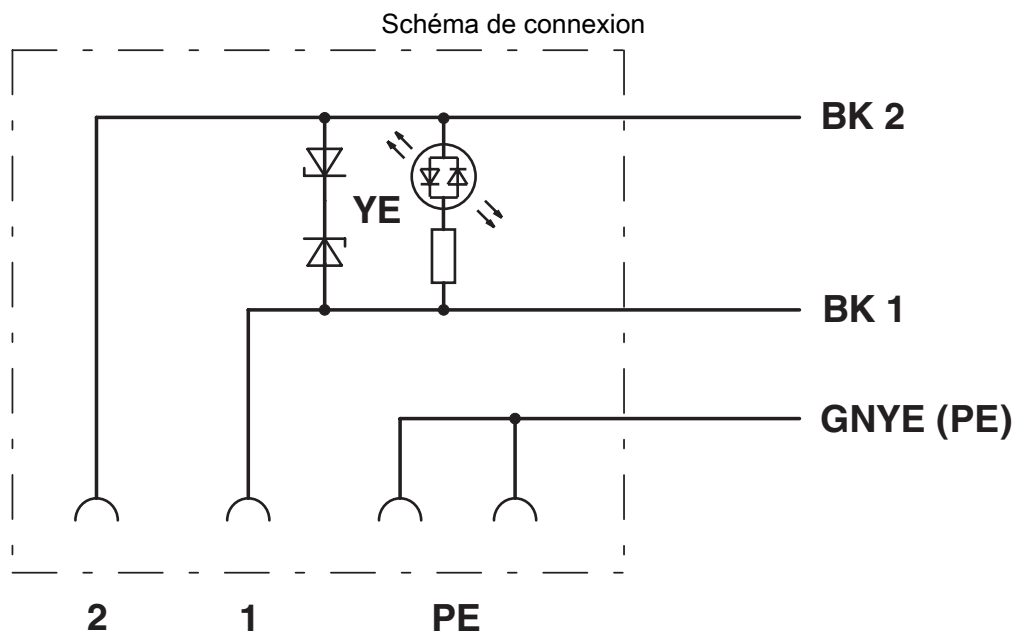 Schéma de connexion
BK 2
YE
BK 1
GNYE (PE)
2 1 PE